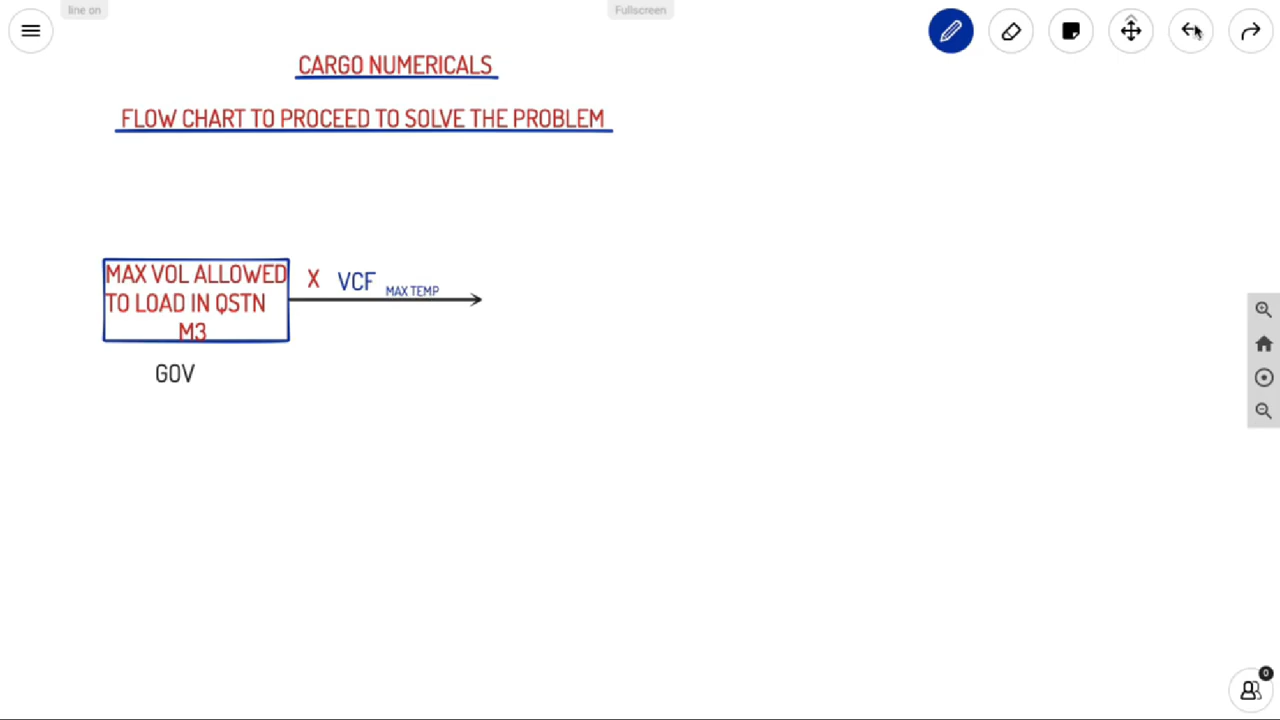 line on
Fullscreen
CARGO NUMERICALS
FLOW CHART TO PROCEED TO SOLVE THE PROBLEM
MAX VOL ALLOWED
TO LOAD IN QSTN
M3
X VCF MAX TEMP
GOV
0